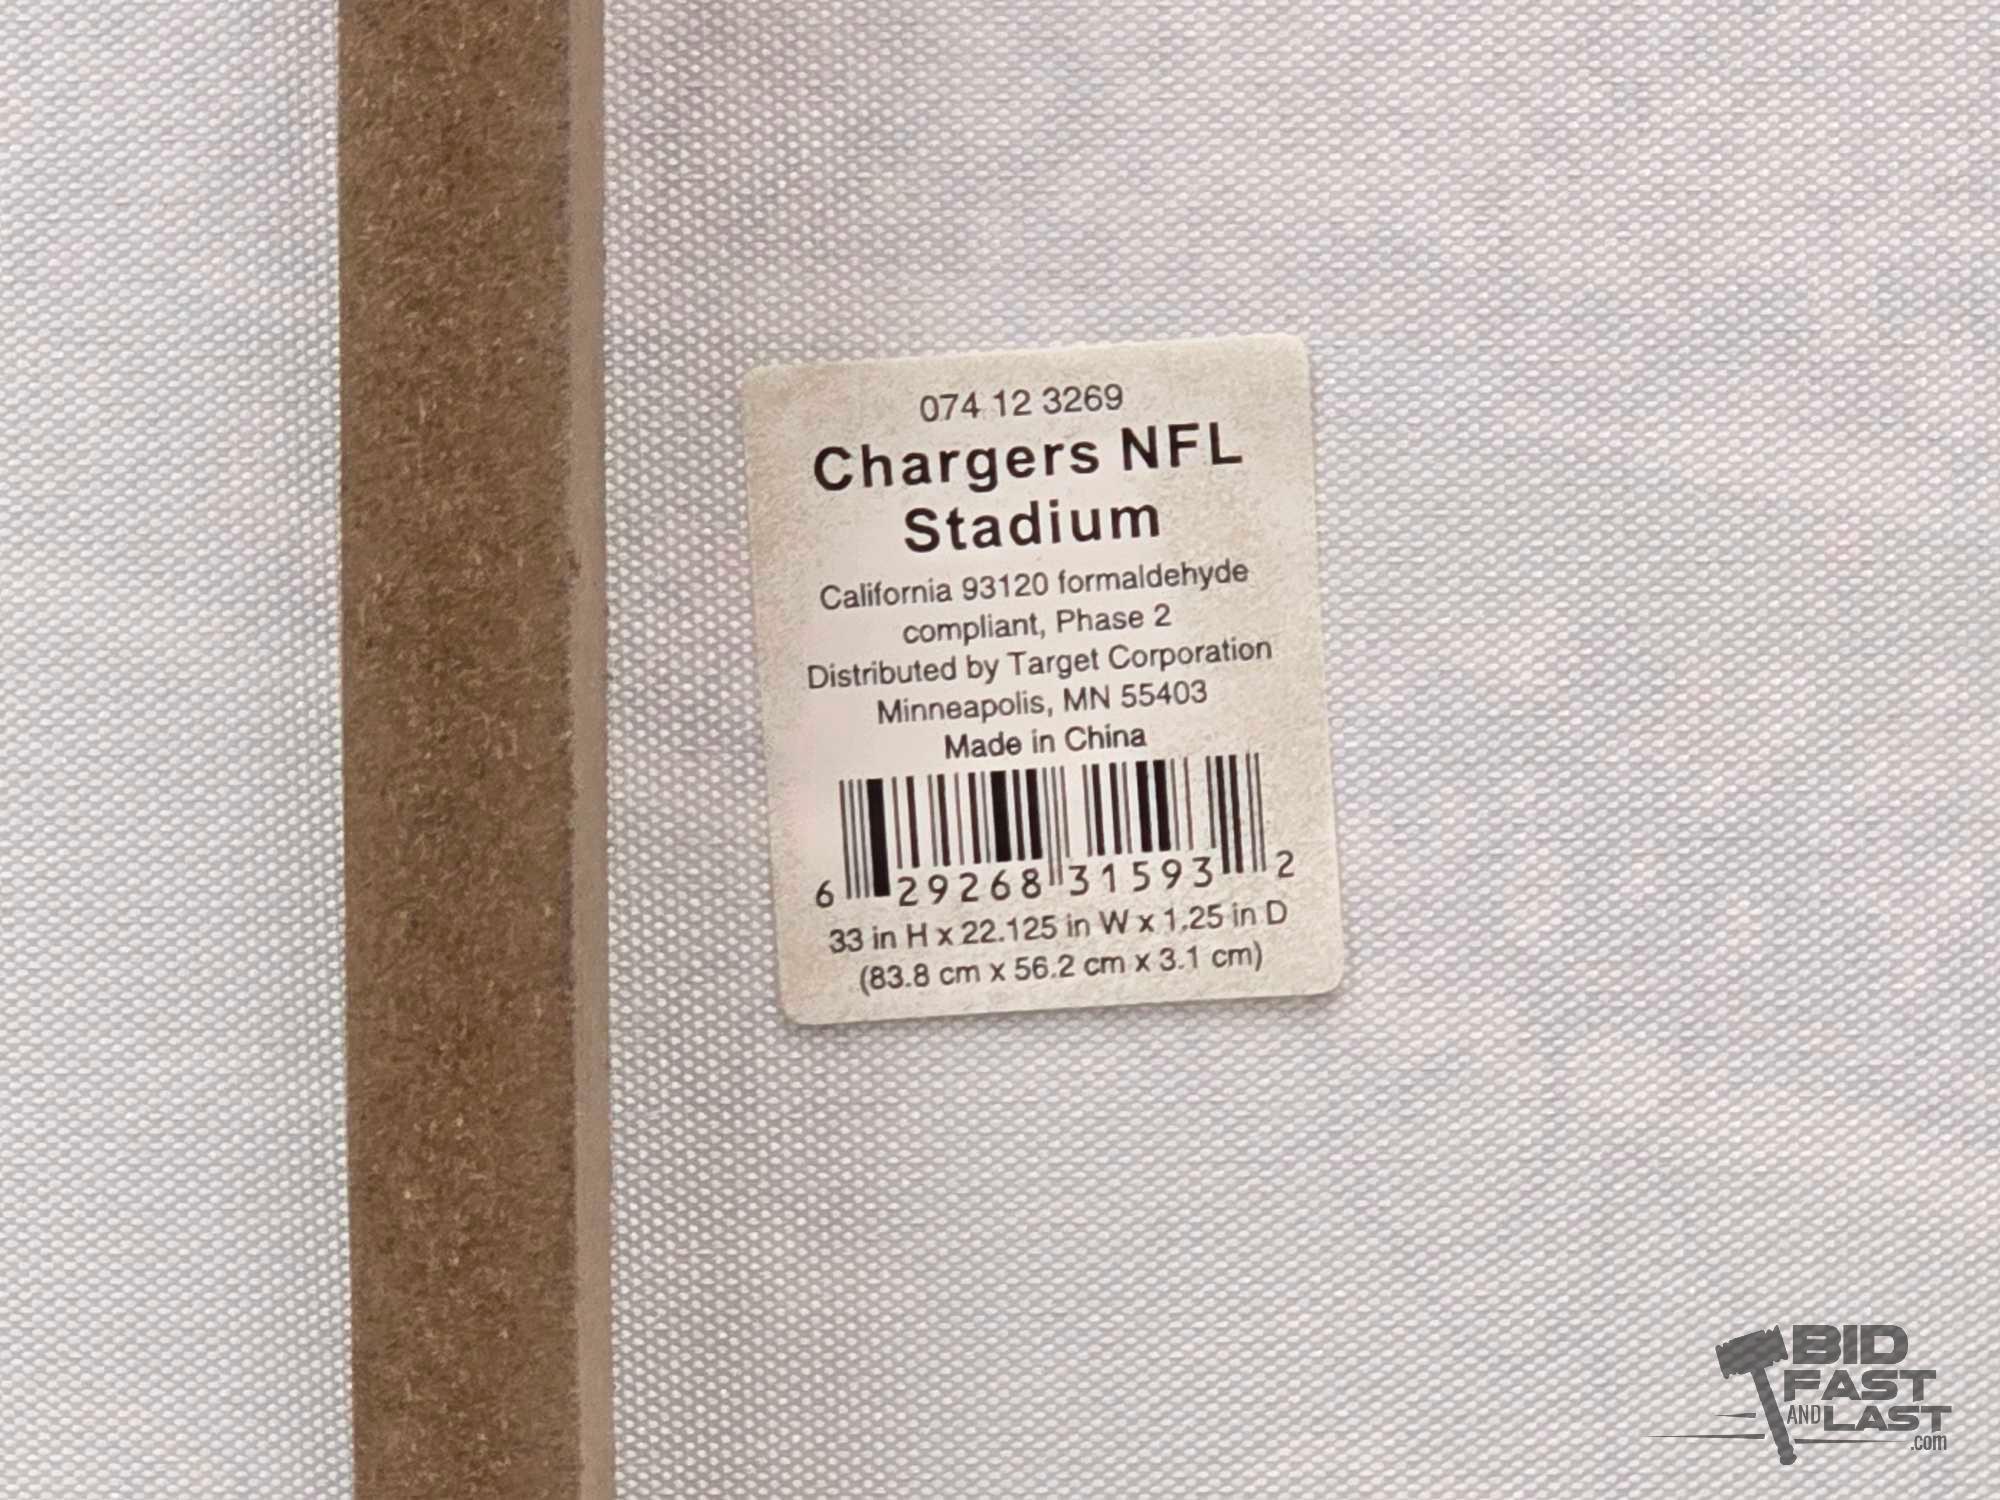 074 12 3269
Chargers NFL
Stadium
California 93120 formaldehyde
compliant, Phase 2
Distributed by Target Corporation
Minneapolis, MN 55403
Made in China
6 29268 31593 2
33 in H x 22.125 in W x 1.25 in D
(83.8 cm x 56.2 cm x 3.1 cm)
BID
FAST
AND LAST
.com